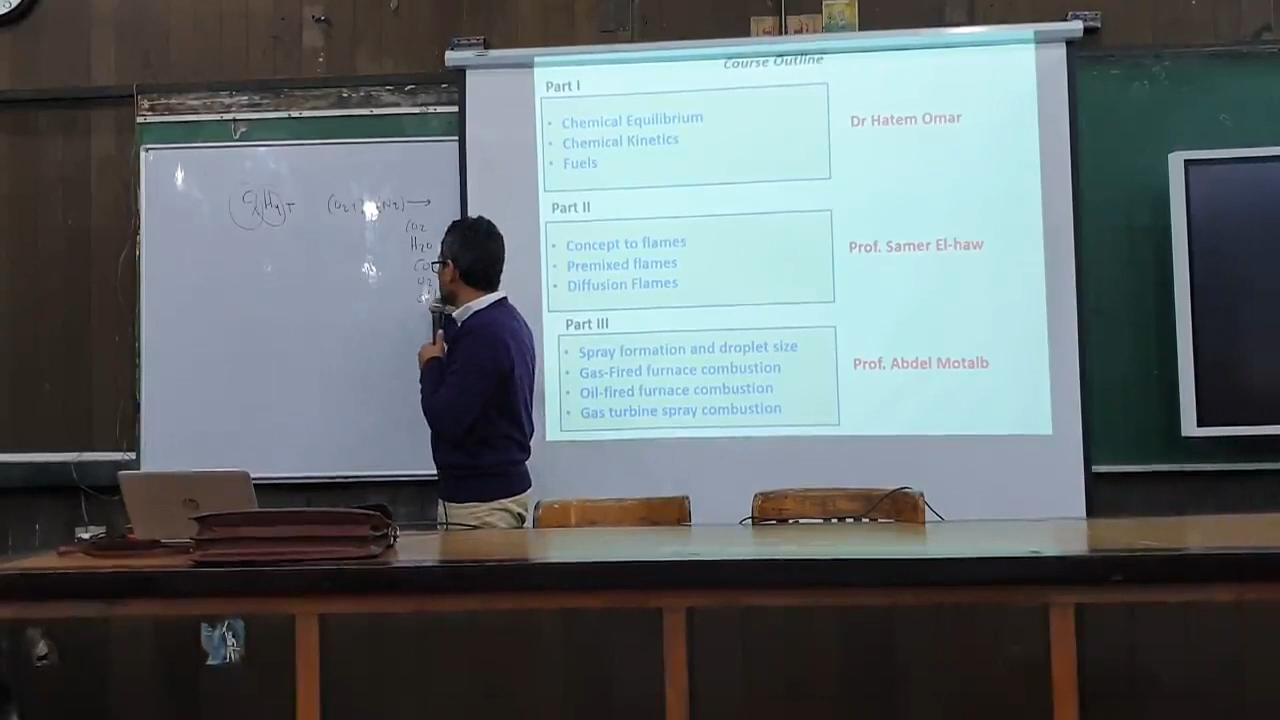 Course Outline
Part I
• Chemical Equilibrium
• Chemical Kinetics
• Fuels
Dr Hatem Omar
Part II
• Concept to flames
• Premixed flames
• Diffusion Flames
Prof. Samer El-haw
Part III
• Spray formation and droplet size
• Gas-Fired furnace combustion
• Oil-fired furnace combustion
• Gas turbine spray combustion
Prof. Abdel Motalb
H2O
hp